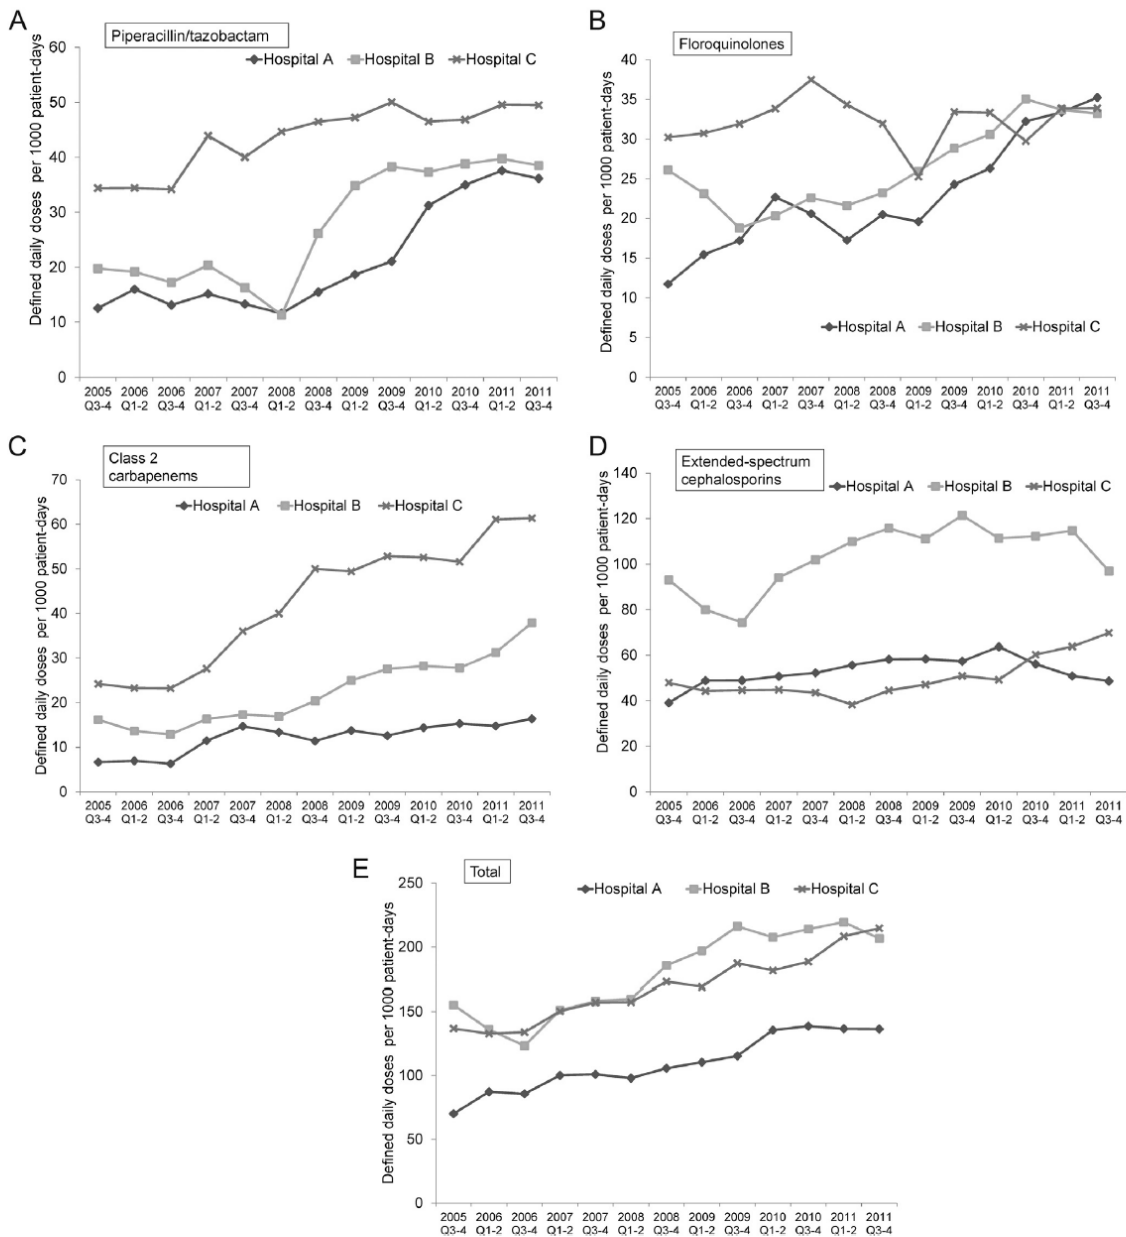 A
Piperacillin/tazobactam
Hospital A Hospital B Hospital C
Defined daily doses per 1000 patient-days
60
50
40
30
20
10
0
2005 2006 2006 2007 2007 2008 2008 2009 2009 2010 2010 2011 2011
Q3-4 Q1-2 Q3-4 Q1-2 Q3-4 Q1-2 Q3-4 Q1-2 Q3-4 Q1-2 Q3-4 Q1-2 Q3-4
B
Floroquinolones
Defined daily doses per 1000 patient-days
40
35
30
25
20
15
10
5
0
Hospital A Hospital B Hospital C
2005 2006 2006 2007 2007 2008 2008 2009 2009 2010 2010 2011 2011
Q3-4 Q1-2 Q3-4 Q1-2 Q3-4 Q1-2 Q3-4 Q1-2 Q3-4 Q1-2 Q3-4 Q1-2 Q3-4
C
Class 2
carbapenems
Hospital A Hospital B Hospital C
Defined daily doses per 1000 patient-days
70
60
50
40
30
20
10
0
2005 2006 2006 2007 2007 2008 2008 2009 2009 2010 2010 2011 2011
Q3-4 Q1-2 Q3-4 Q1-2 Q3-4 Q1-2 Q3-4 Q1-2 Q3-4 Q1-2 Q3-4 Q1-2 Q3-4
D
Extended-spectrum
cephalosporins
Hospital A Hospital B Hospital C
Defined daily doses per 1000 patient-days
140
120
100
80
60
40
20
0
2005 2006 2006 2007 2007 2008 2008 2009 2009 2010 2010 2011 2011
Q3-4 Q1-2 Q3-4 Q1-2 Q3-4 Q1-2 Q3-4 Q1-2 Q3-4 Q1-2 Q3-4 Q1-2 Q3-4
E
Total
Hospital A Hospital B Hospital C
Defined daily doses per 1000 patient-days
250
200
150
100
50
0
2005 2006 2006 2007 2007 2008 2008 2009 2009 2010 2010 2011 2011
Q3-4 Q1-2 Q3-4 Q1-2 Q3-4 Q1-2 Q3-4 Q1-2 Q3-4 Q1-2 Q3-4 Q1-2 Q3-4